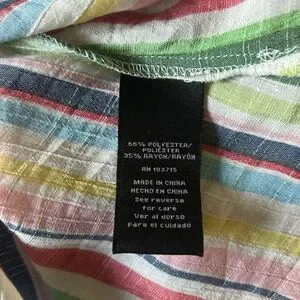 65% POLYESTER/
POLIÉSTER
35% RAYON/RAYÓN
RN 103715
MADE IN CHINA
HECHO EN CHINA
See reverse
for care
Ver al dorso
Para el cuidado